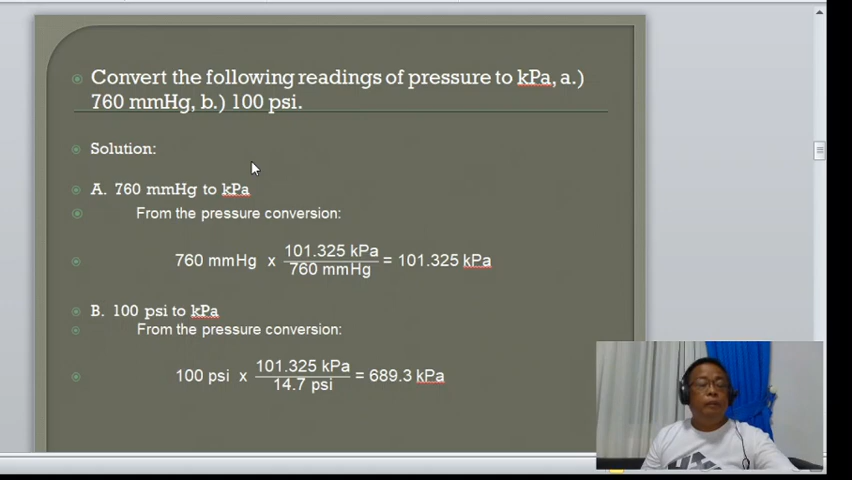 Convert the following readings of pressure to kPa, a.)
760 mmHg, b.) 100 psi.
Solution:
A. 760 mmHg to kPa
From the pressure conversion:
760 mmHg x 101.325 kPa / 760 mmHg = 101.325 kPa
B. 100 psi to kPa
From the pressure conversion:
100 psi x 101.325 kPa / 14.7 psi = 689.3 kPa